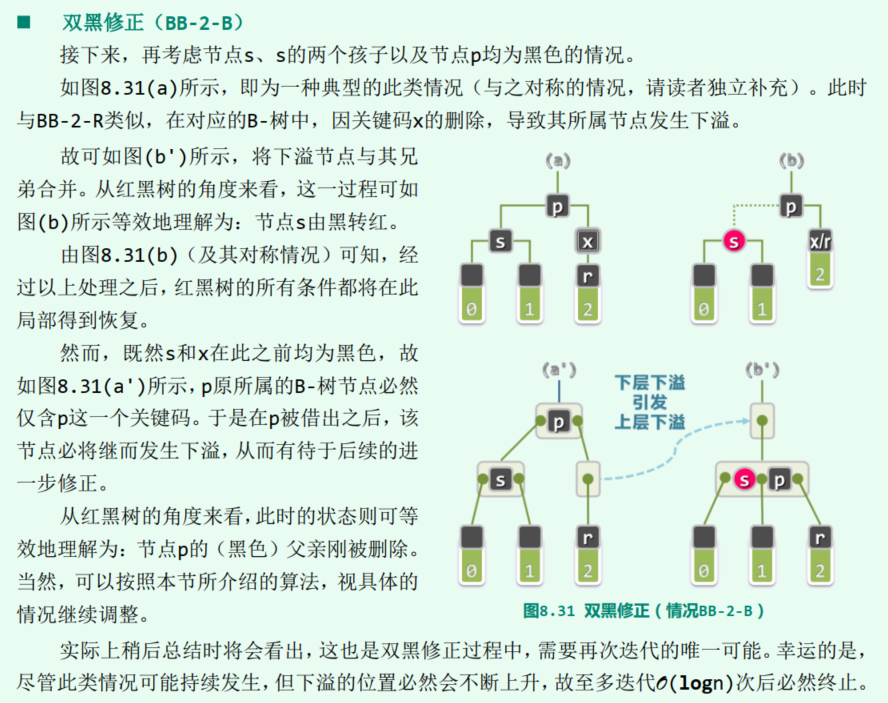 ■ 双黑修正（BB-2-B）
接下来，再考虑节点s、s的两个孩子以及节点p均为黑色的情况。
如图8.31(a)所示，即为一种典型的此类情况（与之对称的情况，请读者独立补充）。此时
与BB-2-R类似，在对应的B-树中，因关键码x的删除，导致其所属节点发生下溢。
故可如图(b')所示，将下溢节点与其兄
弟合并。从红黑树的角度来看，这一过程可如
图(b)所示等效地理解为：节点s由黑转红。
由图8.31(b)（及其对称情况）可知，经
过以上处理之后，红黑树的所有条件都将在此
局部得到恢复。
然而，既然s和x在此之前均为黑色，故
如图8.31(a')所示，p原所属的B-树节点必然
仅含p这一个关键码。于是在p被借出之后，该
节点必将继而发生下溢，从而有待于后续的进
一步修正。
从红黑树的角度来看，此时的状态则可等
效地理解为：节点p的（黑色）父亲刚被删除。
当然，可以按照本节所介绍的算法，视具体的
情况继续调整。
(a)
p
s
x
r
0
1
2
(b)
p
s
x/r
2
0
1
(a')
p
s
r
0
1
2
下层下溢
引发
上层下溢
(b')
s p
r
0
1
2
图8.31 双黑修正（情况BB-2-B）
实际上稍后总结时将会看出，这也是双黑修正过程中，需要再次迭代的唯一可能。幸运的是，
尽管此类情况可能持续发生，但下溢的位置必然会不断上升，故至多迭代O(logn)次后必然终止。